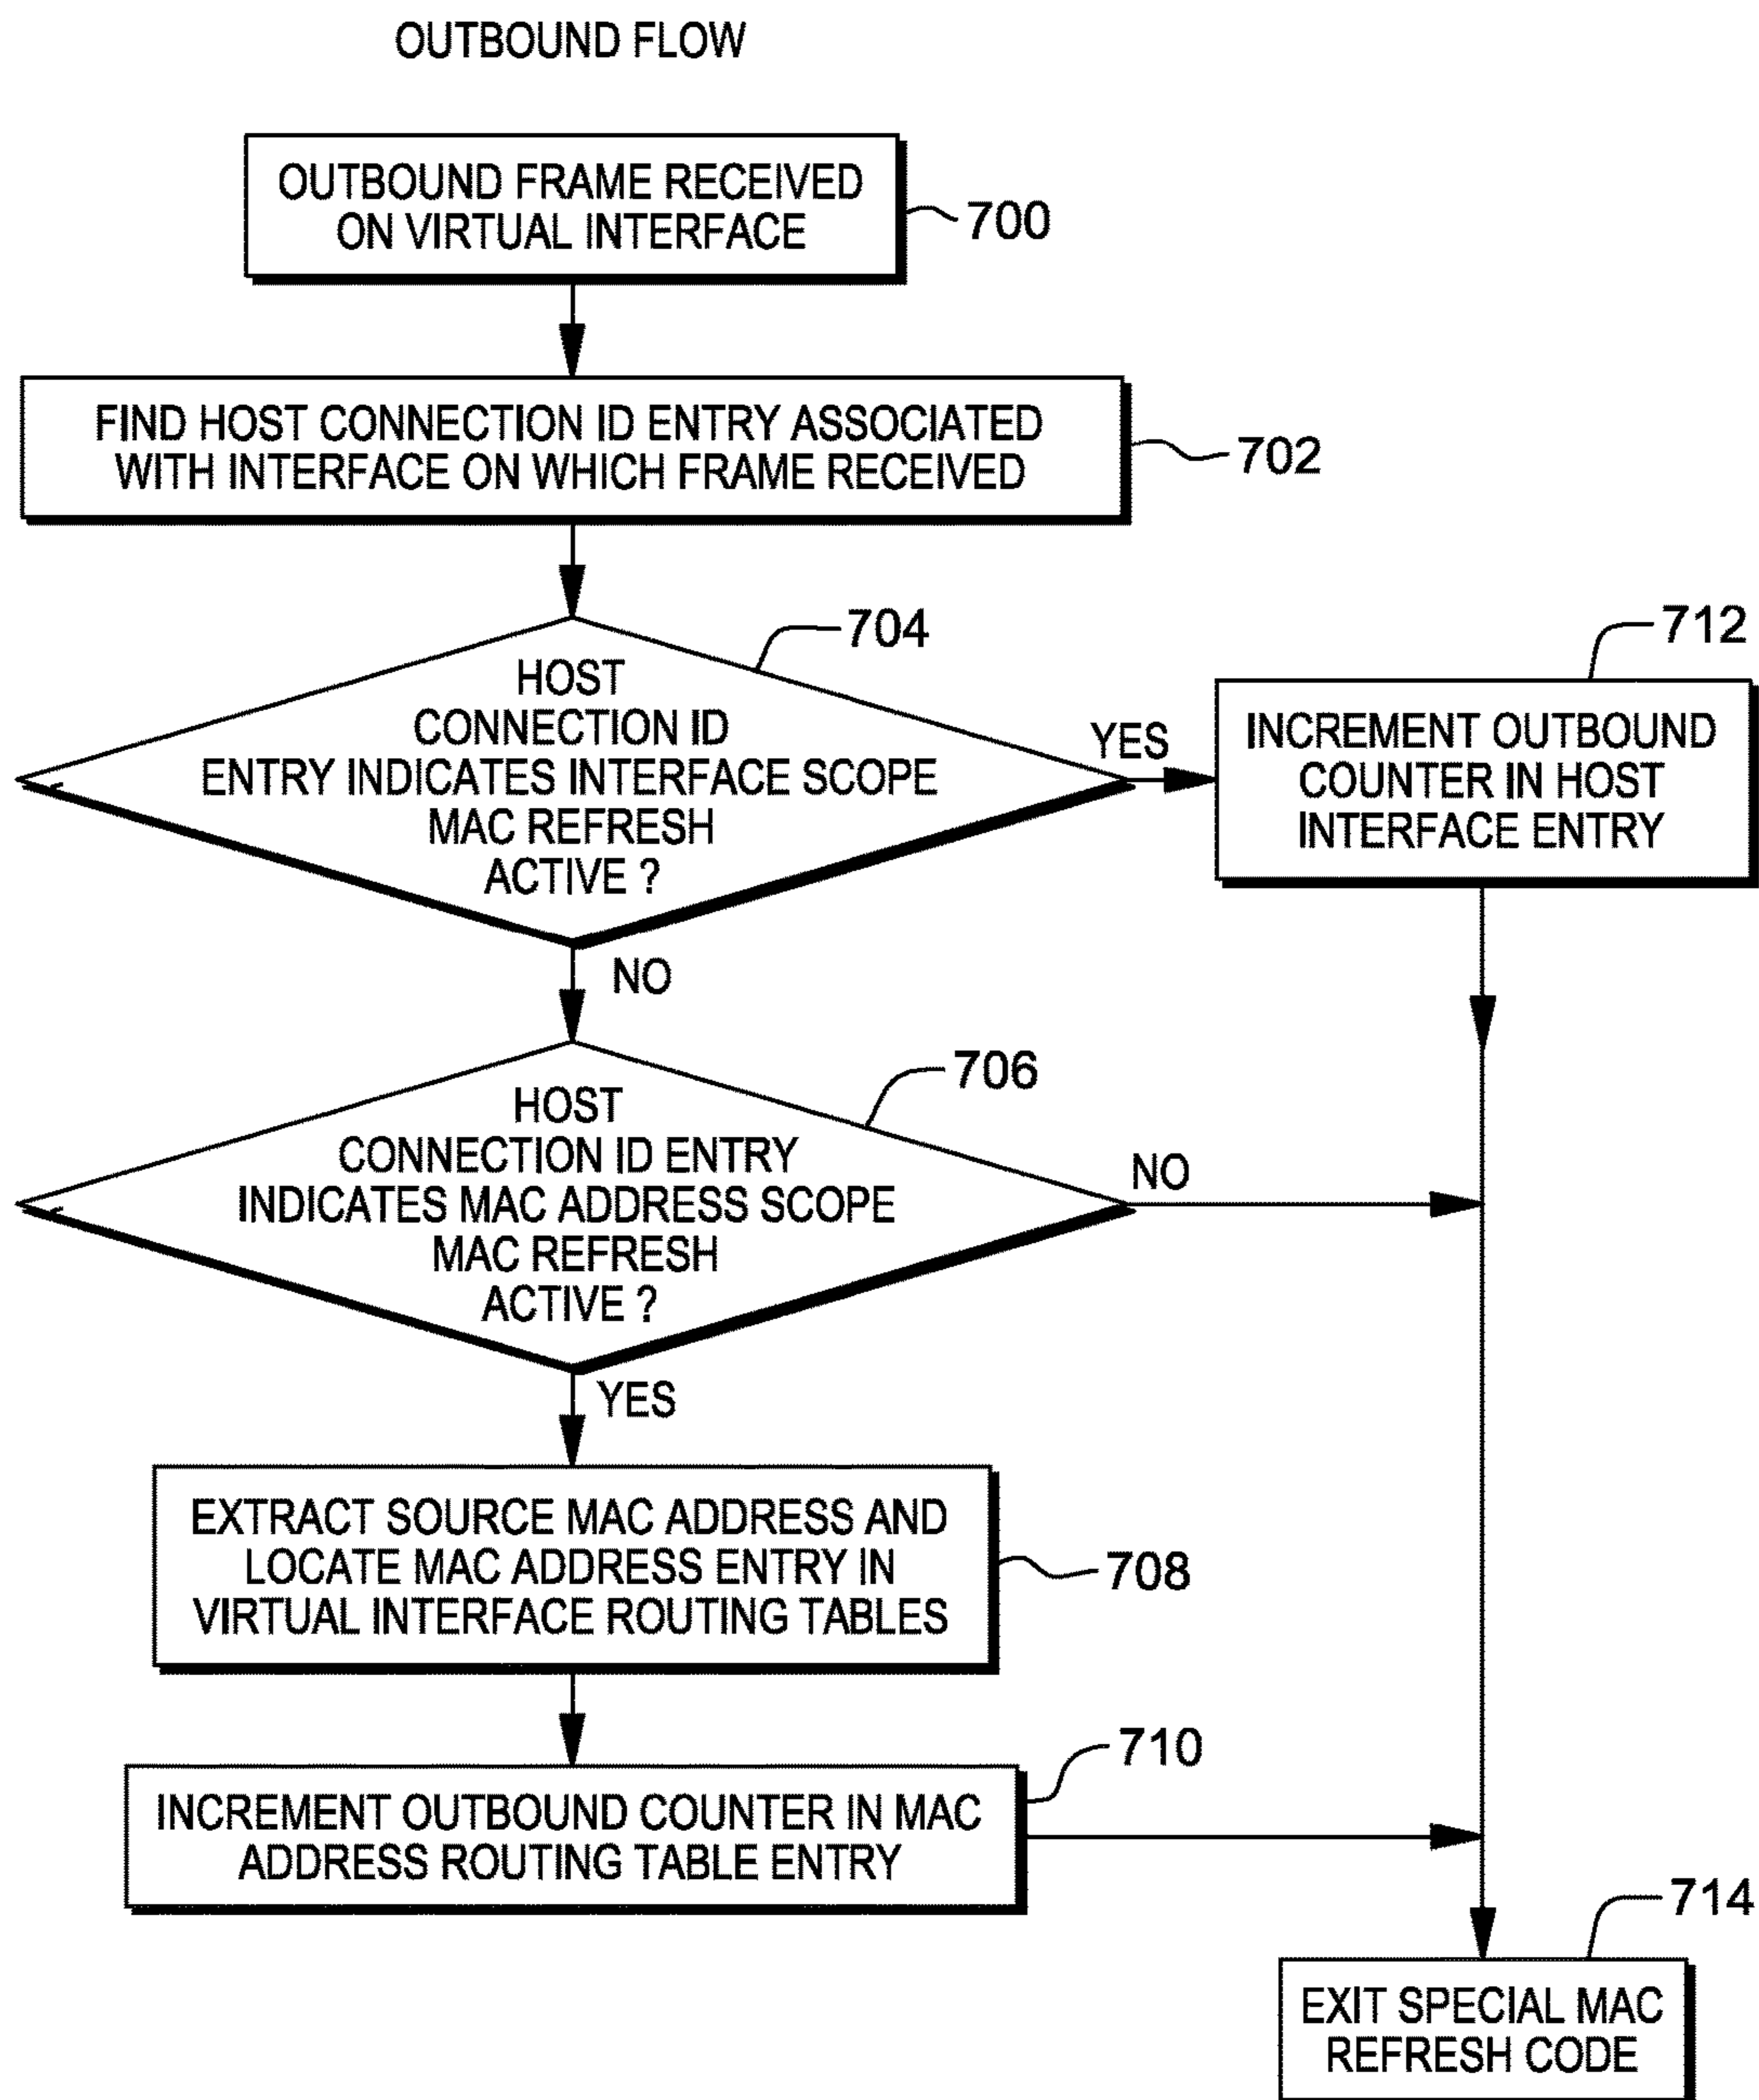 OUTBOUND FLOW
OUTBOUND FRAME RECEIVED
ON VIRTUAL INTERFACE
700
FIND HOST CONNECTION ID ENTRY ASSOCIATED
WITH INTERFACE ON WHICH FRAME RECEIVED
702
704
HOST
CONNECTION ID
ENTRY INDICATES INTERFACE SCOPE
MAC REFRESH
ACTIVE ?
YES
712
INCREMENT OUTBOUND
COUNTER IN HOST
INTERFACE ENTRY
NO
706
HOST
CONNECTION ID ENTRY
INDICATES MAC ADDRESS SCOPE
MAC REFRESH
ACTIVE ?
NO
YES
EXTRACT SOURCE MAC ADDRESS AND
LOCATE MAC ADDRESS ENTRY IN
VIRTUAL INTERFACE ROUTING TABLES
708
710
INCREMENT OUTBOUND COUNTER IN MAC
ADDRESS ROUTING TABLE ENTRY
714
EXIT SPECIAL MAC
REFRESH CODE